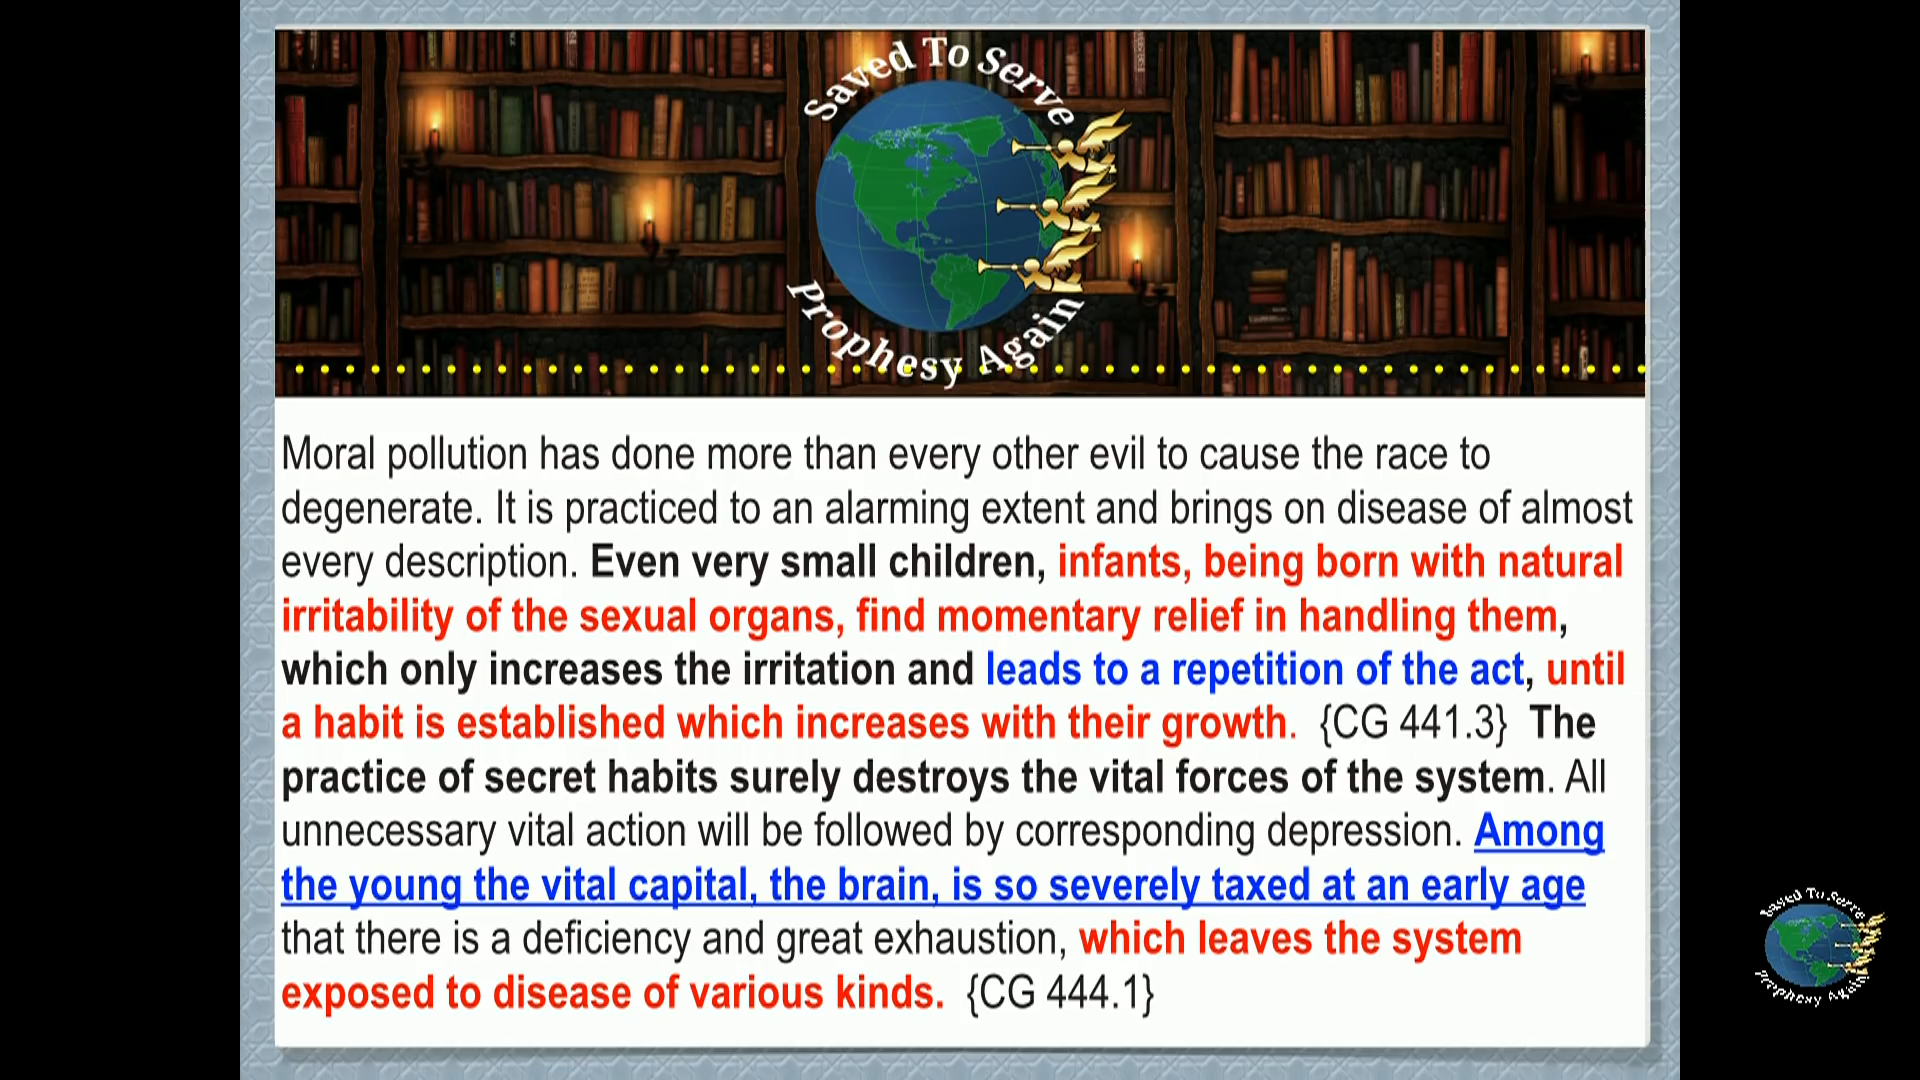 Saved To Serve
Prophesy Again
Moral pollution has done more than every other evil to cause the race to
degenerate. It is practiced to an alarming extent and brings on disease of almost
every description. Even very small children, infants, being born with natural
irritability of the sexual organs, find momentary relief in handling them,
which only increases the irritation and leads to a repetition of the act, until
a habit is established which increases with their growth. {CG 441.3} The
practice of secret habits surely destroys the vital forces of the system. All
unnecessary vital action will be followed by corresponding depression. Among
the young the vital capital, the brain, is so severely taxed at an early age
that there is a deficiency and great exhaustion, which leaves the system
exposed to disease of various kinds. {CG 444.1}
Saved To Serve
Prophesy Again